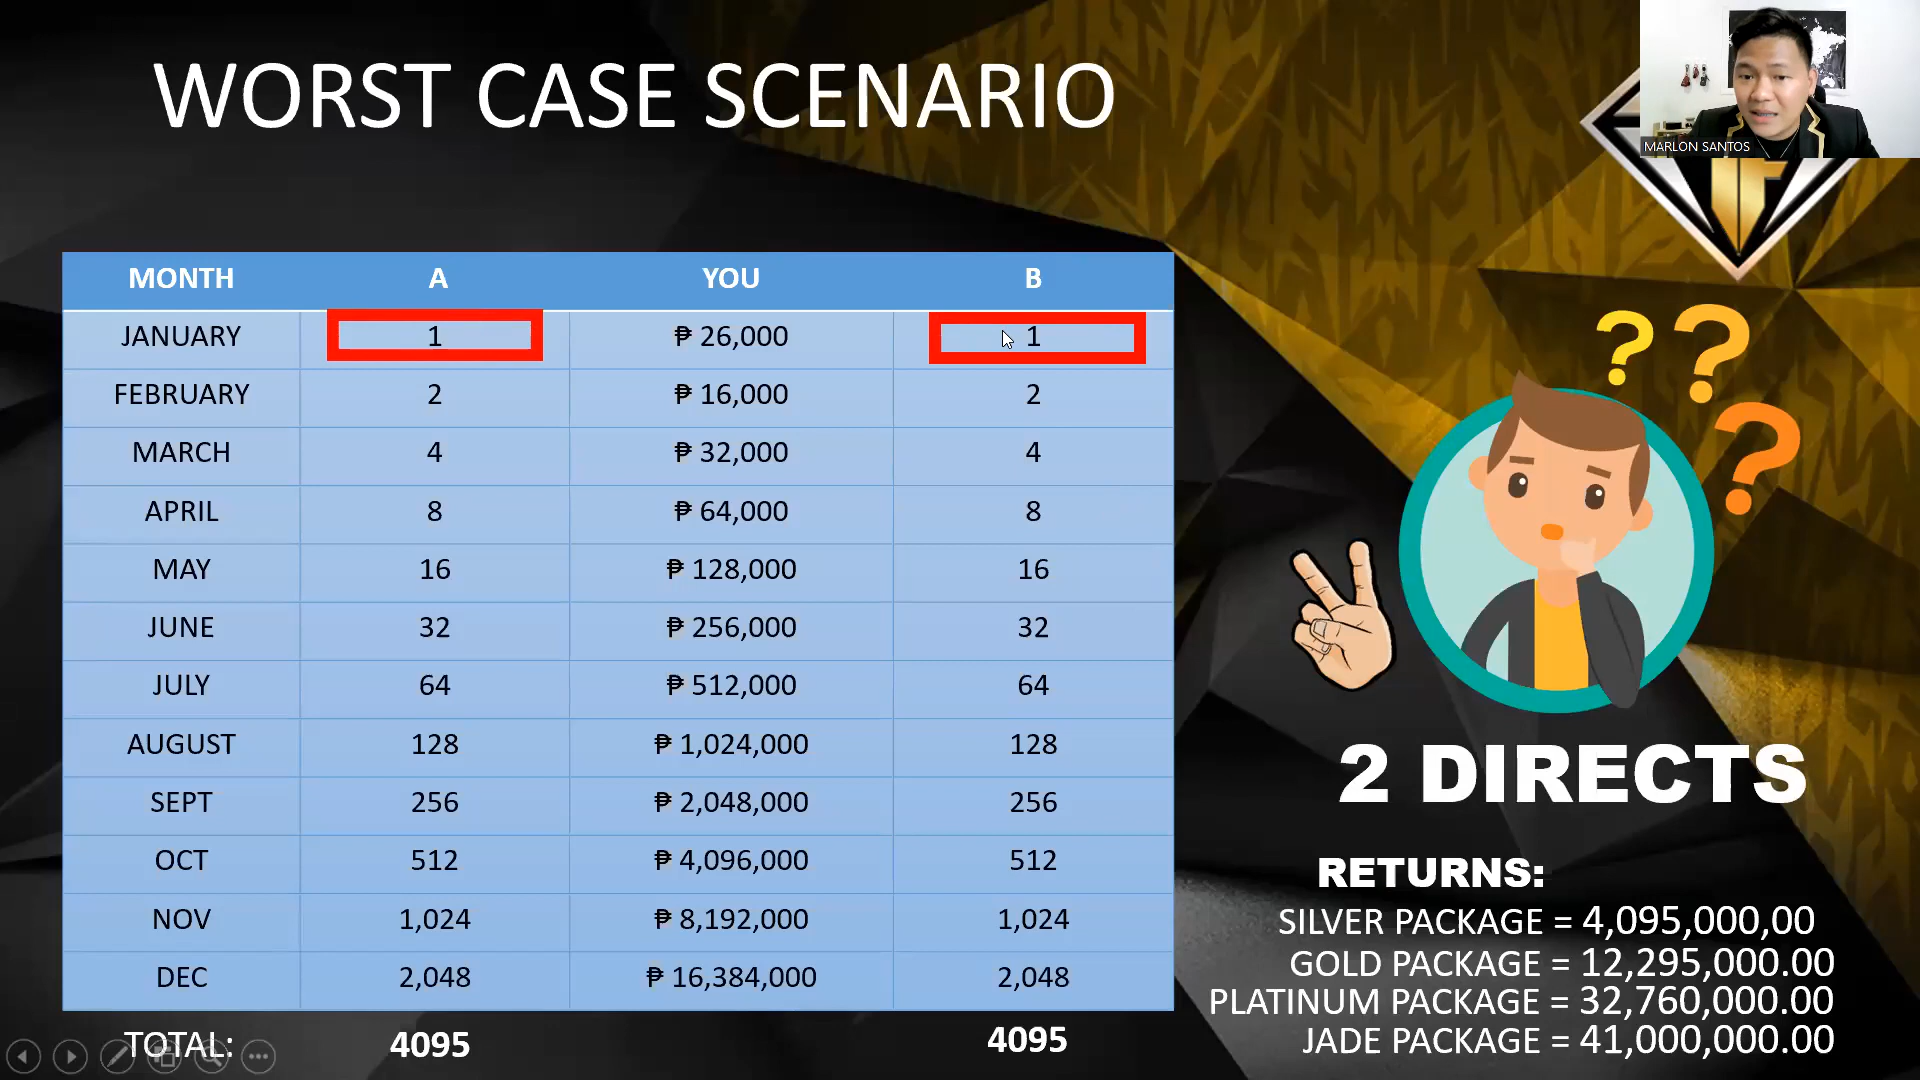 WORST CASE SCENARIO
MARLON SANTOS
MONTH A YOU B
JANUARY 1 ₱ 26,000 1
FEBRUARY 2 ₱ 16,000 2
MARCH 4 ₱ 32,000 4
APRIL 8 ₱ 64,000 8
MAY 16 ₱ 128,000 16
JUNE 32 ₱ 256,000 32
JULY 64 ₱ 512,000 64
AUGUST 128 ₱ 1,024,000 128
SEPT 256 ₱ 2,048,000 256
OCT 512 ₱ 4,096,000 512
NOV 1,024 ₱ 8,192,000 1,024
DEC 2,048 ₱ 16,384,000 2,048
TOTAL: 4095 4095
? ? ?
2 DIRECTS
RETURNS:
SILVER PACKAGE = 4,095,000,00
GOLD PACKAGE = 12,295,000.00
PLATINUM PACKAGE = 32,760,000.00
JADE PACKAGE = 41,000,000.00